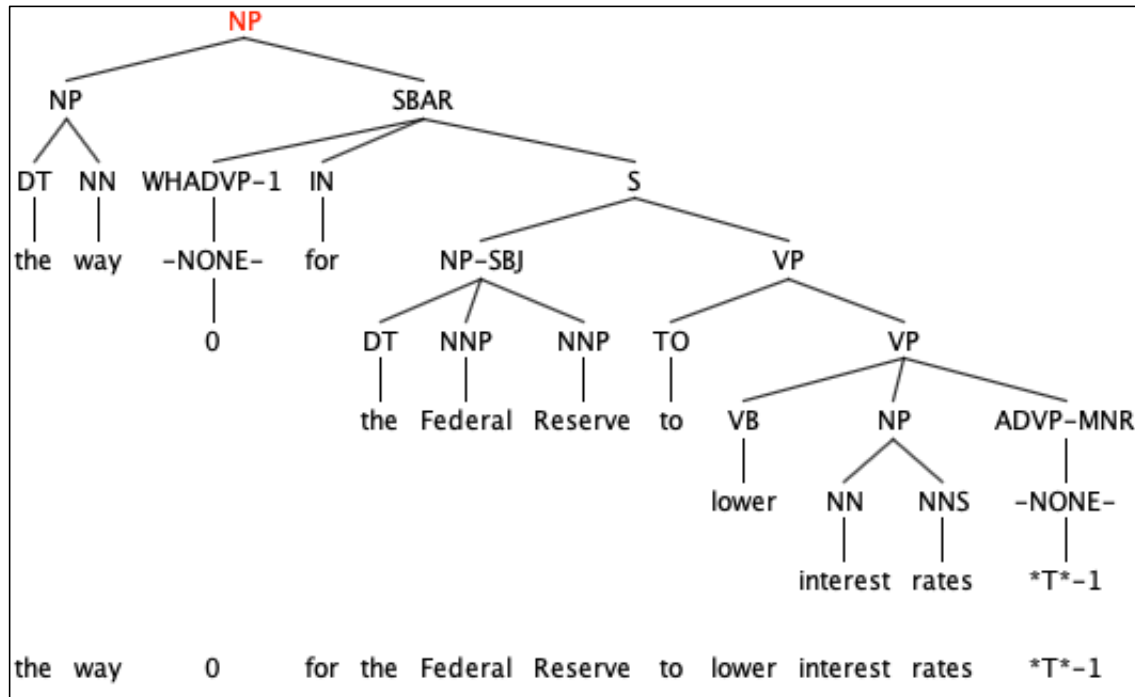 NP
NP SBAR
DT NN WHADVP-1 IN S
the way -NONE- for NP-SBJ VP
0 DT NNP NNP TO VP
the Federal Reserve to VB NP ADVP-MNR
lower NN NNS -NONE-
interest rates *T*-1
the way 0 for the Federal Reserve to lower interest rates *T*-1